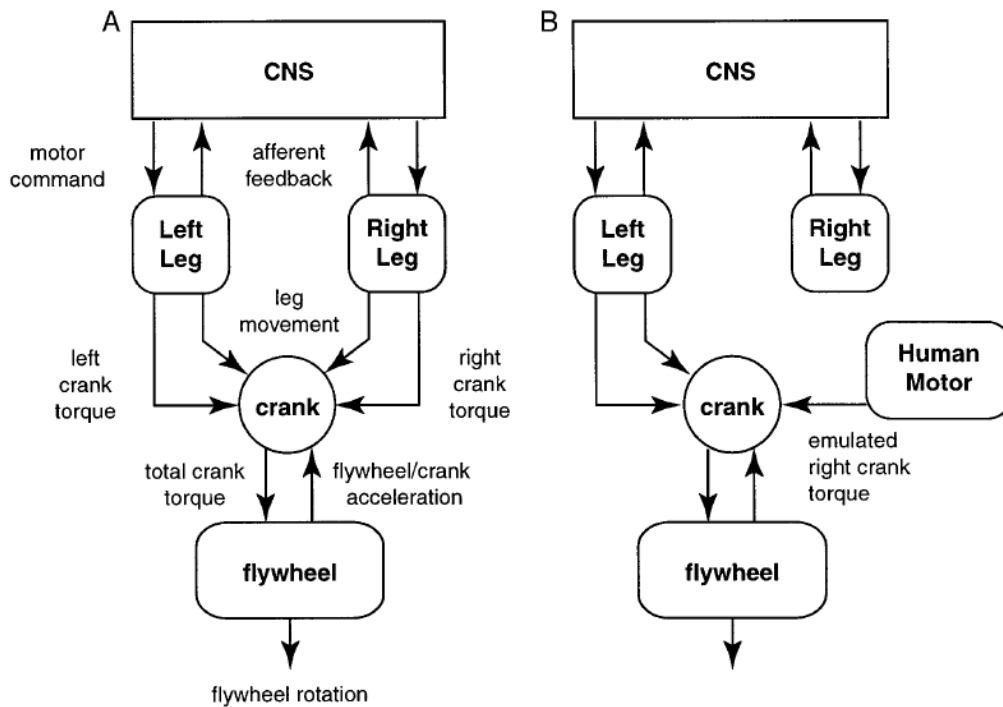 A
CNS
motor
command
afferent
feedback
Left
Leg
Right
Leg
leg
movement
left
crank
torque
right
crank
torque
crank
total crank
torque
flywheel/crank
acceleration
flywheel
flywheel rotation
B
CNS
Left
Leg
Right
Leg
Human
Motor
crank
emulated
right crank
torque
flywheel